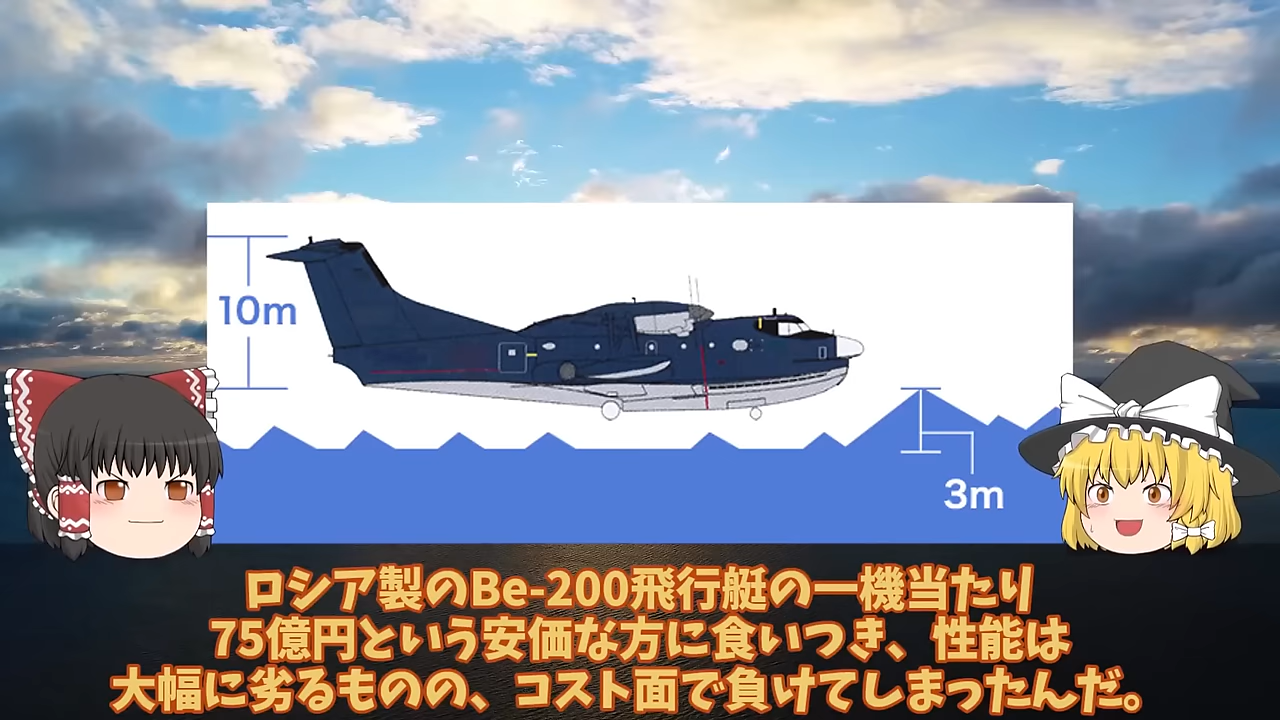 10m
3m
ロシア製のBe-200飛行艇の一機当たり
75億円という安価な方に食いつき、性能は
大幅に劣るものの、コスト面で負けてしまったんだ。